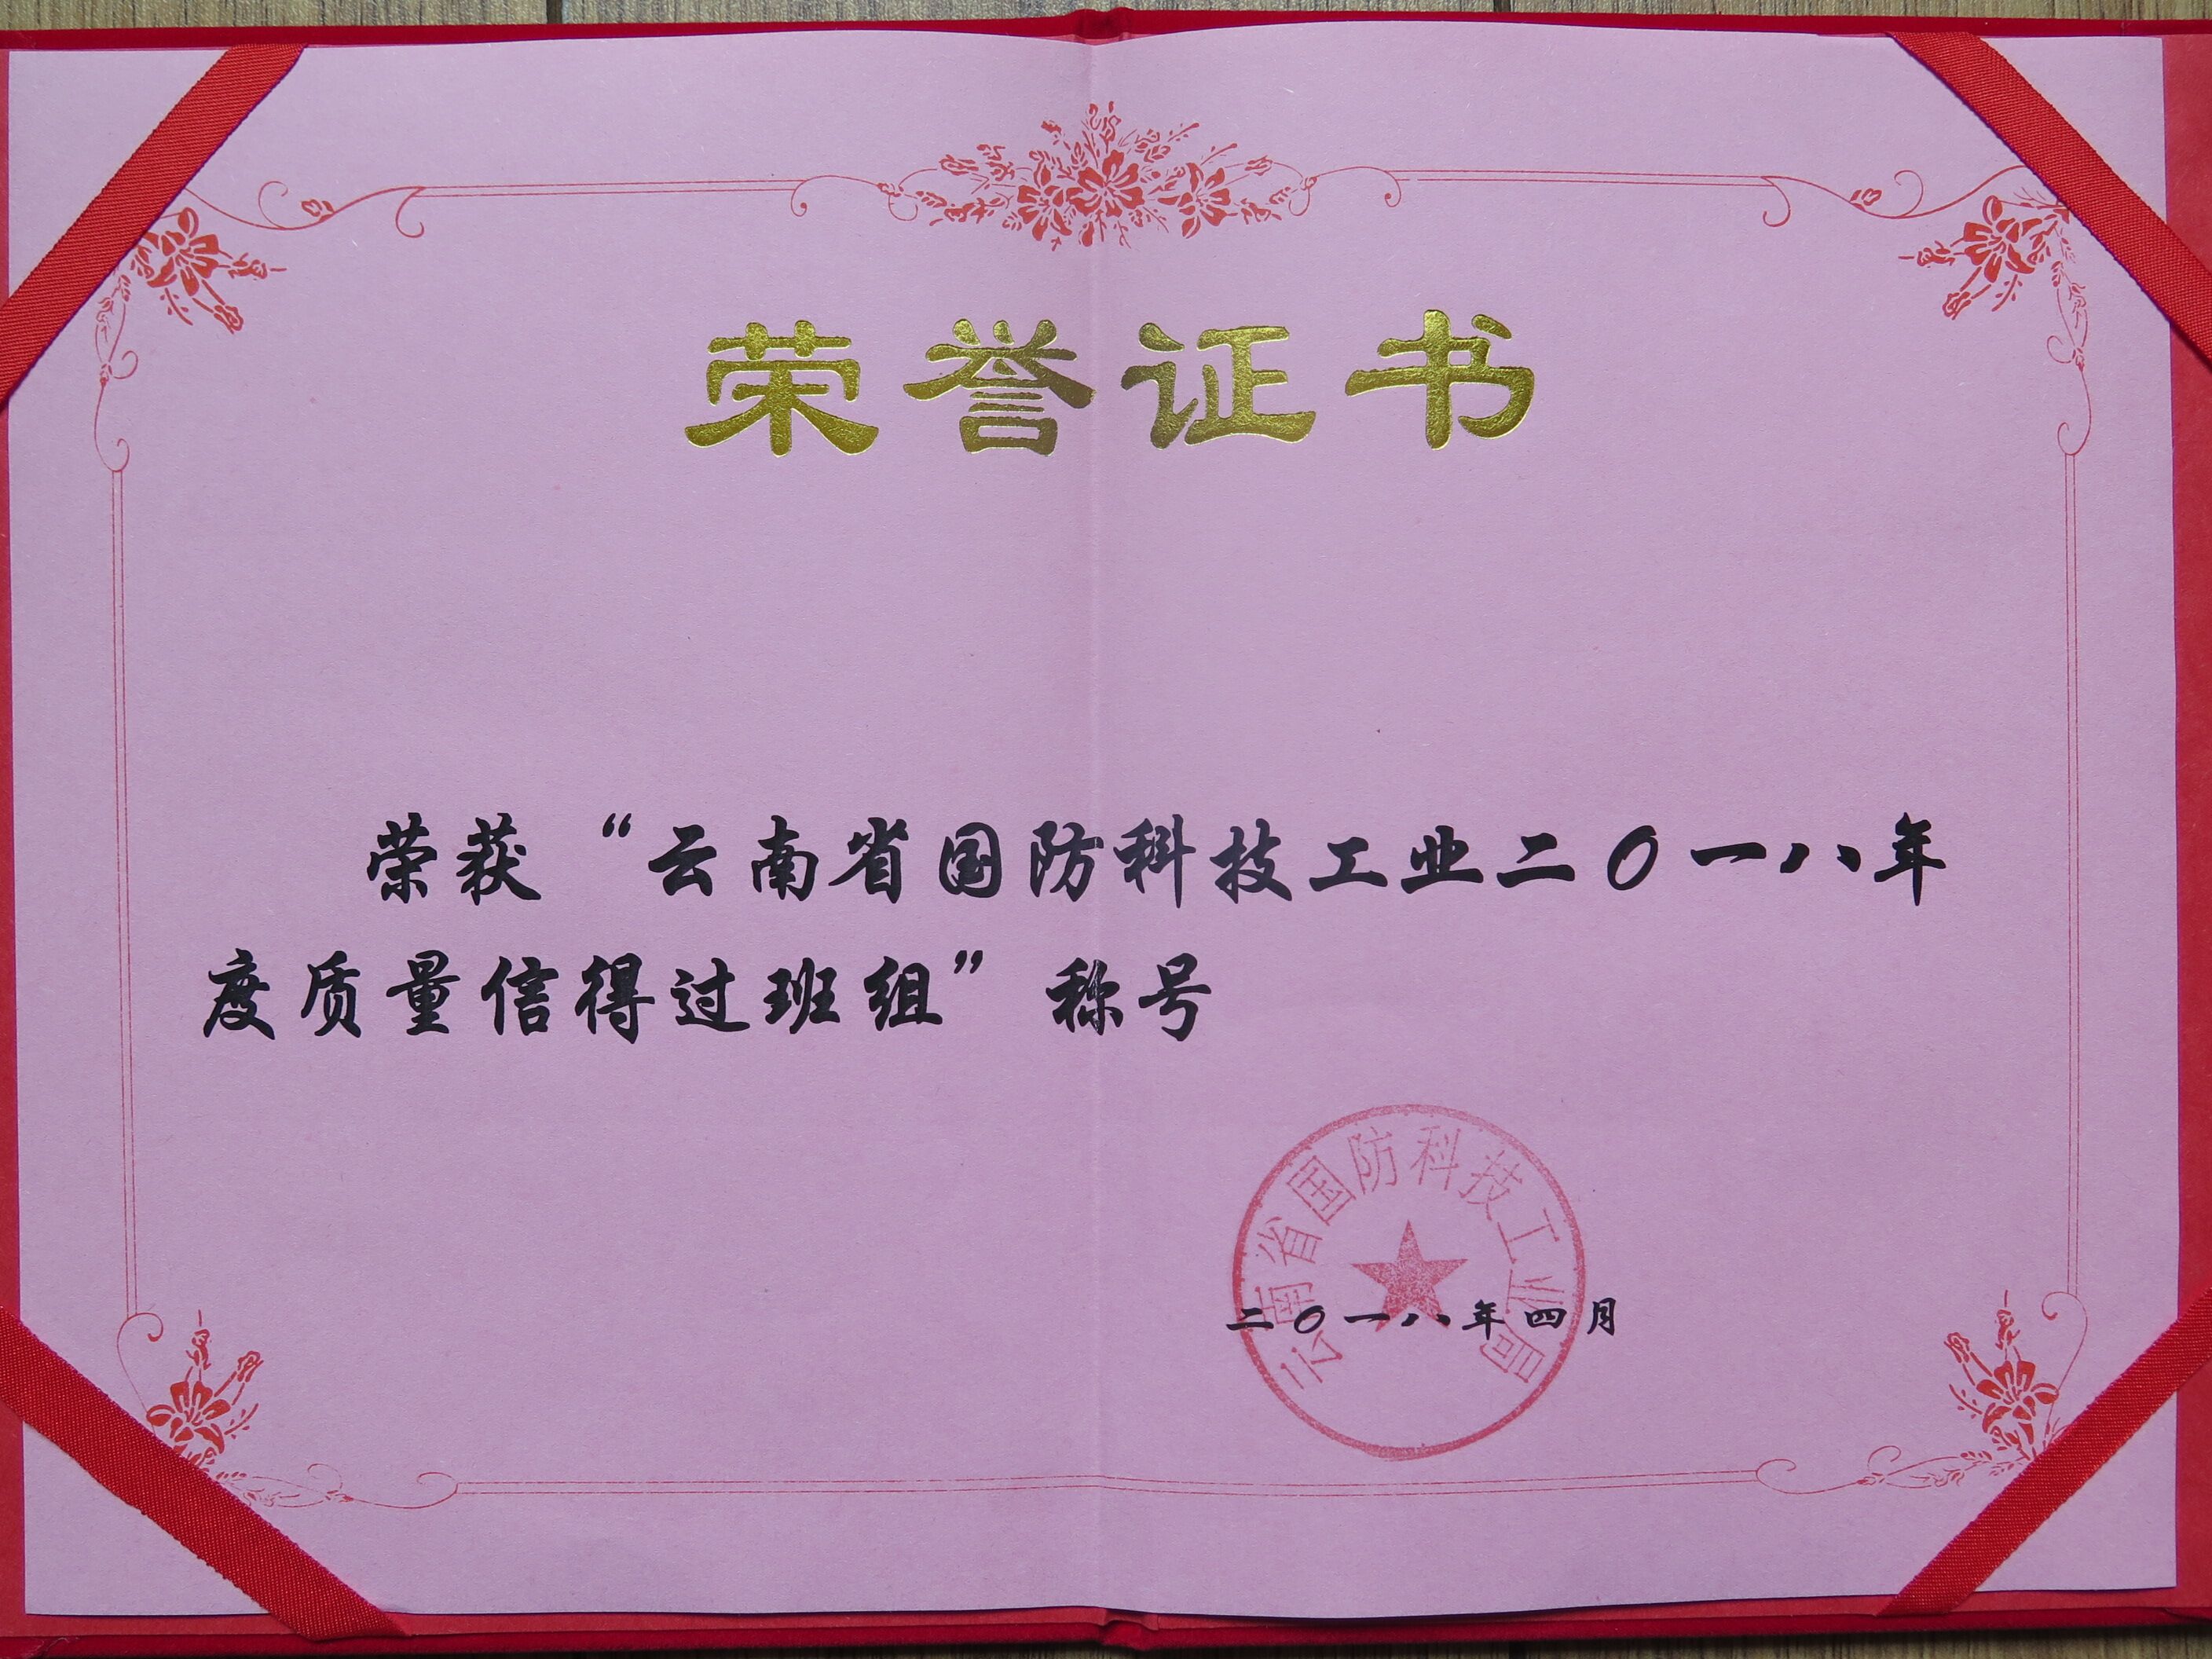 荣誉证书
荣获“云南省国防科技工业二〇一八年
度质量信得过班组”称号
云南省国防科技工业局
二〇一八年四月